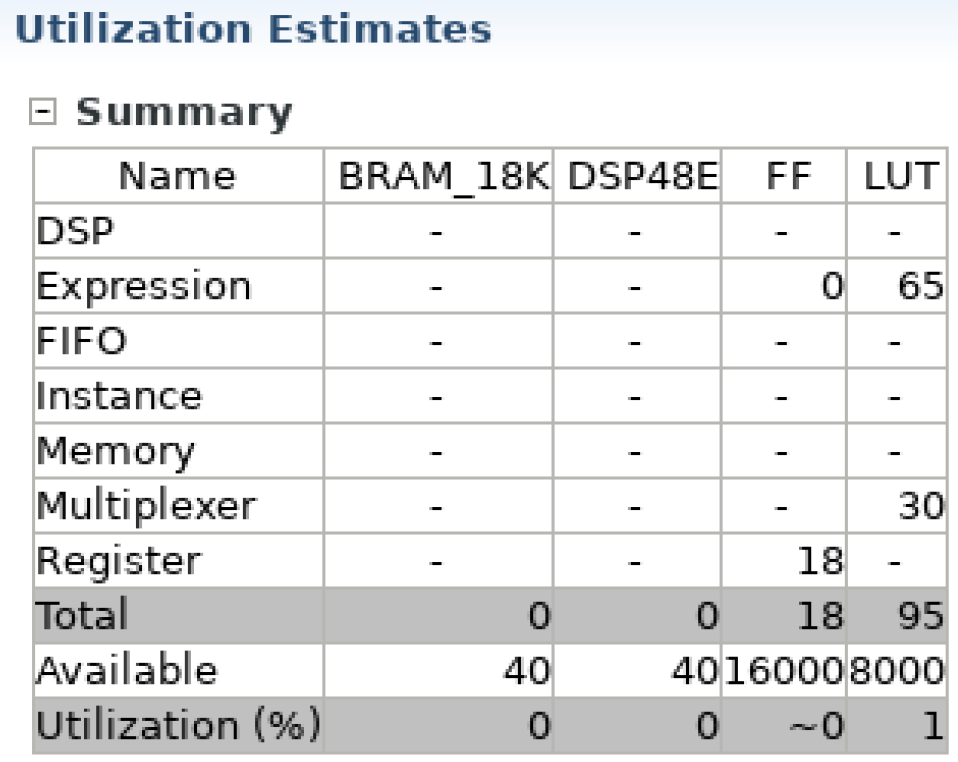 Utilization Estimates
Summary
Name BRAM_18K DSP48E FF LUT
DSP - - - -
Expression - - 0 65
FIFO - - - -
Instance - - - -
Memory - - - -
Multiplexer - - - 30
Register - - 18 -
Total 0 0 18 95
Available 40 40 16000 8000
Utilization (%) 0 0 ~0 1